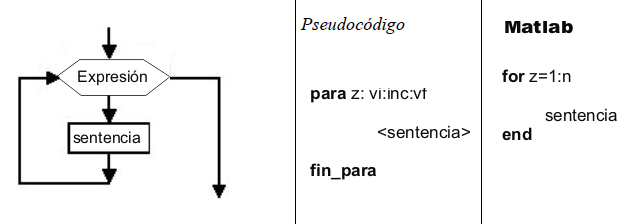 Expresión
sentencia
Pseudocódigo
para z: vi:inc:vf
<sentencia>
fin_para
Matlab
for z=1:n
sentencia
end